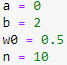 a = 0
b = 2
w0 = 0.5
n = 10